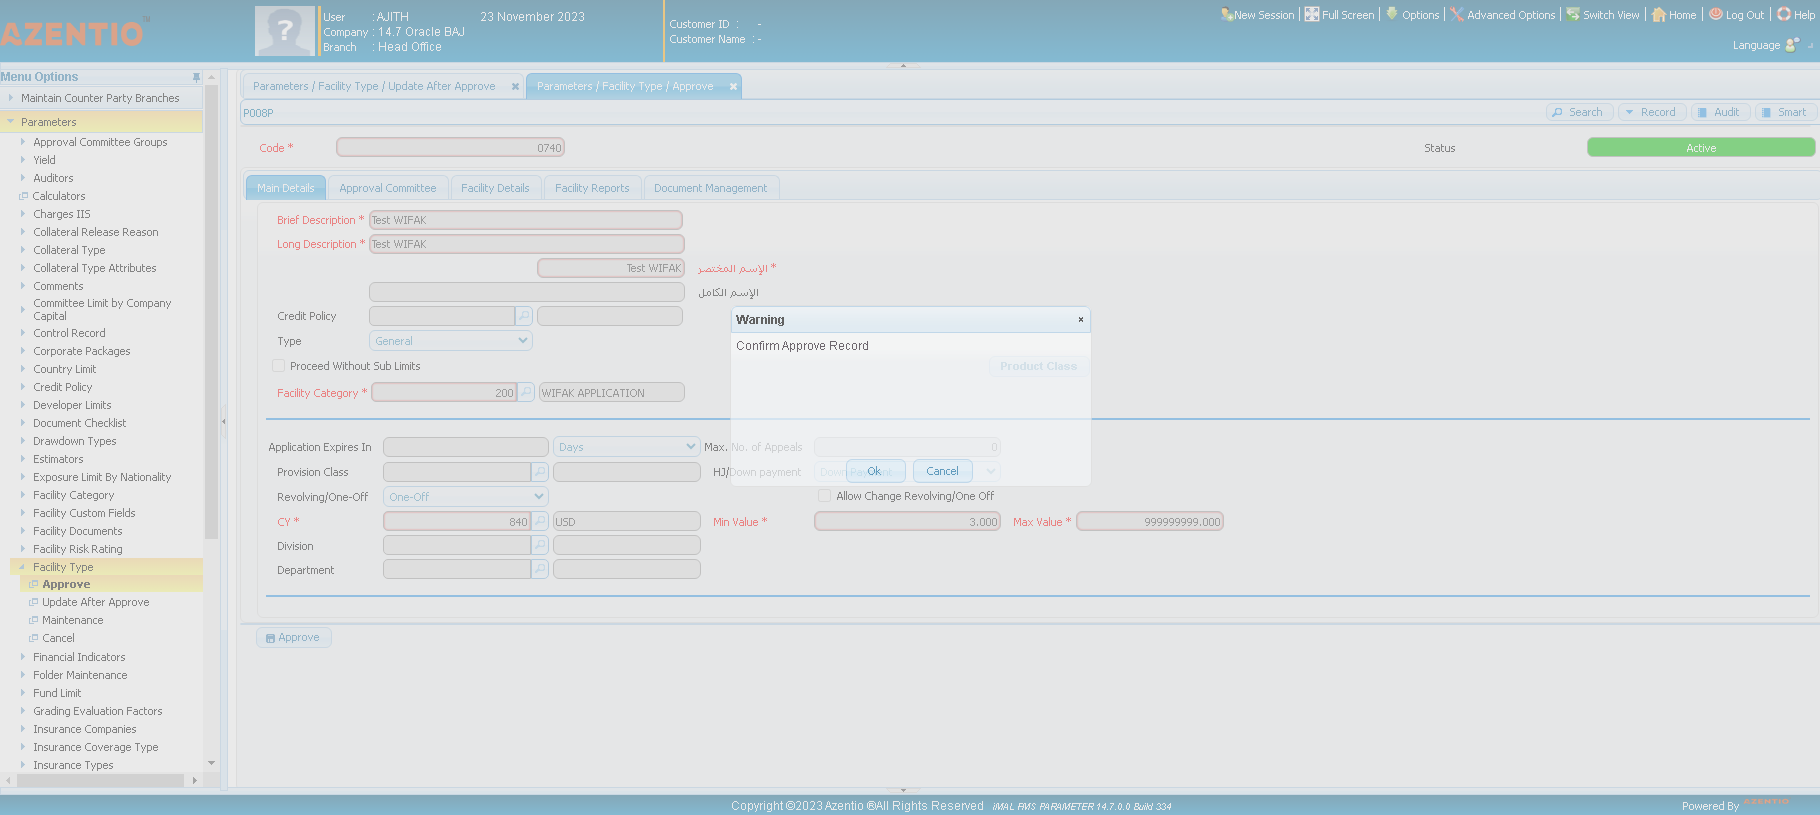 AZENTIO™
User : AJITH 23 November 2023
Company : 14.7 Oracle BAJ
Branch : Head Office
Customer ID : -
Customer Name : -
New Session Full Screen Options Advanced Options Switch View Home Log Out Help
Language
Menu Options
Maintain Counter Party Branches
Parameters
Approval Committee Groups
Yield
Auditors
Calculators
Charges IIS
Collateral Release Reason
Collateral Type
Collateral Type Attributes
Comments
Committee Limit by Company
Capital
Control Record
Corporate Packages
Country Limit
Credit Policy
Developer Limits
Document Checklist
Drawdown Types
Estimators
Exposure Limit By Nationality
Facility Category
Facility Custom Fields
Facility Documents
Facility Risk Rating
Facility Type
Approve
Update After Approve
Maintenance
Cancel
Financial Indicators
Folder Maintenance
Fund Limit
Grading Evaluation Factors
Insurance Companies
Insurance Coverage Type
Insurance Types
Parameters / Facility Type / Update After Approve
Parameters / Facility Type / Approve
P008P
Search Record Audit Smart
Code * 0740
Status Active
Main Details Approval Committee Facility Details Facility Reports Document Management
Brief Description * Test WIFAK
Long Description * Test WIFAK
Test WIFAK الإسم المختصر *
الإسم الكامل
Credit Policy
Type General
Proceed Without Sub Limits
Product Class
Facility Category * 200 WIFAK APPLICATION
Warning
Confirm Approve Record
Ok Cancel
Application Expires In Days Max. No. of Appeals 0
Provision Class HJ/Down payment Down Payment
Revolving/One-Off One-Off Allow Change Revolving/One Off
CY * 840 USD Min Value * 3.000 Max Value * 999999999.000
Division
Department
Approve
Copyright ©2023 Azentio ®All Rights Reserved iMAL PMS PARAMETER 14.7.0.0 Build 334
Powered By AZENTIO